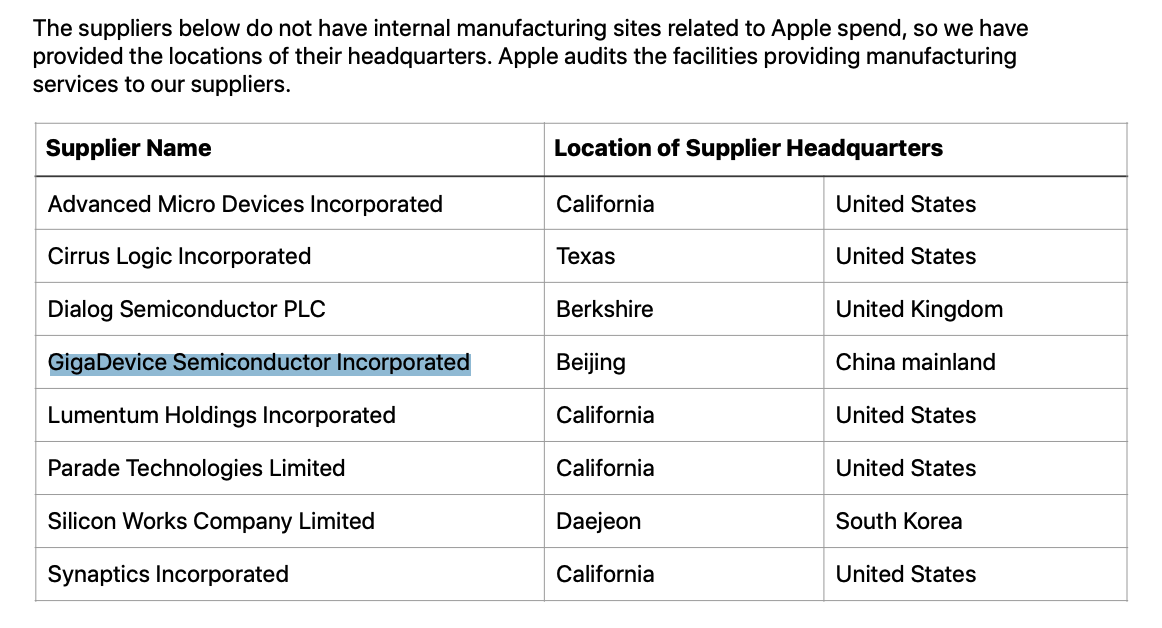 The suppliers below do not have internal manufacturing sites related to Apple spend, so we have
provided the locations of their headquarters. Apple audits the facilities providing manufacturing
services to our suppliers.
Supplier Name Location of Supplier Headquarters
Advanced Micro Devices Incorporated California United States
Cirrus Logic Incorporated Texas United States
Dialog Semiconductor PLC Berkshire United Kingdom
GigaDevice Semiconductor Incorporated Beijing China mainland
Lumentum Holdings Incorporated California United States
Parade Technologies Limited California United States
Silicon Works Company Limited Daejeon South Korea
Synaptics Incorporated California United States